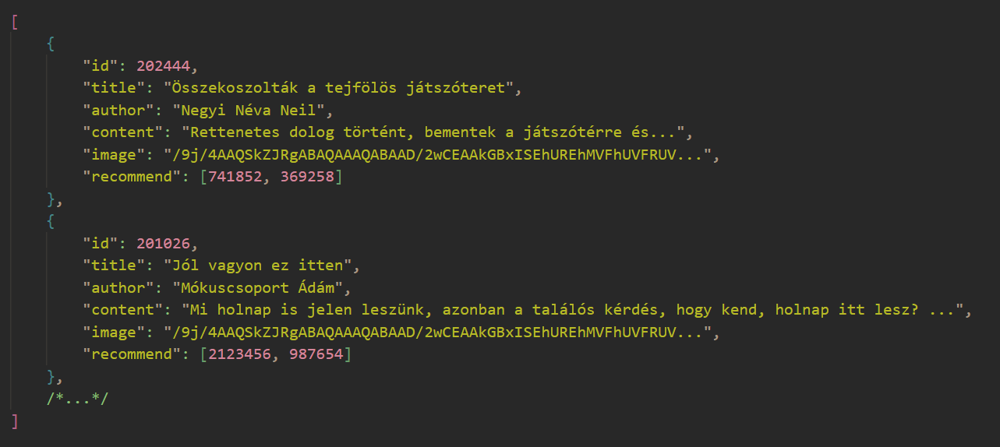 [
    {
        "id": 202444,
        "title": "Összekoszolták a tejfölös játszóteret",
        "author": "Negyi Néva Neil",
        "content": "Rettenetes dolog történt, bementek a játszótérre és...",
        "image": "/9j/4AAQSkZJRgABAQAAAQABAAD/2wCEAAkGBxISEhUREhMVFhUVFRUV...",
        "recommend": [741852, 369258]
    },
    {
        "id": 201026,
        "title": "Jól vagyon ez itten",
        "author": "Mókuscsoport Ádám",
        "content": "Mi holnap is jelen leszünk, azonban a találós kérdés, hogy kend, holnap itt lesz? ...",
        "image": "/9j/4AAQSkZJRgABAQAAAQABAAD/2wCEAAkGBxISEhUREhMVFhUVFRUV...",
        "recommend": [2123456, 987654]
    },
    /*...*/
]